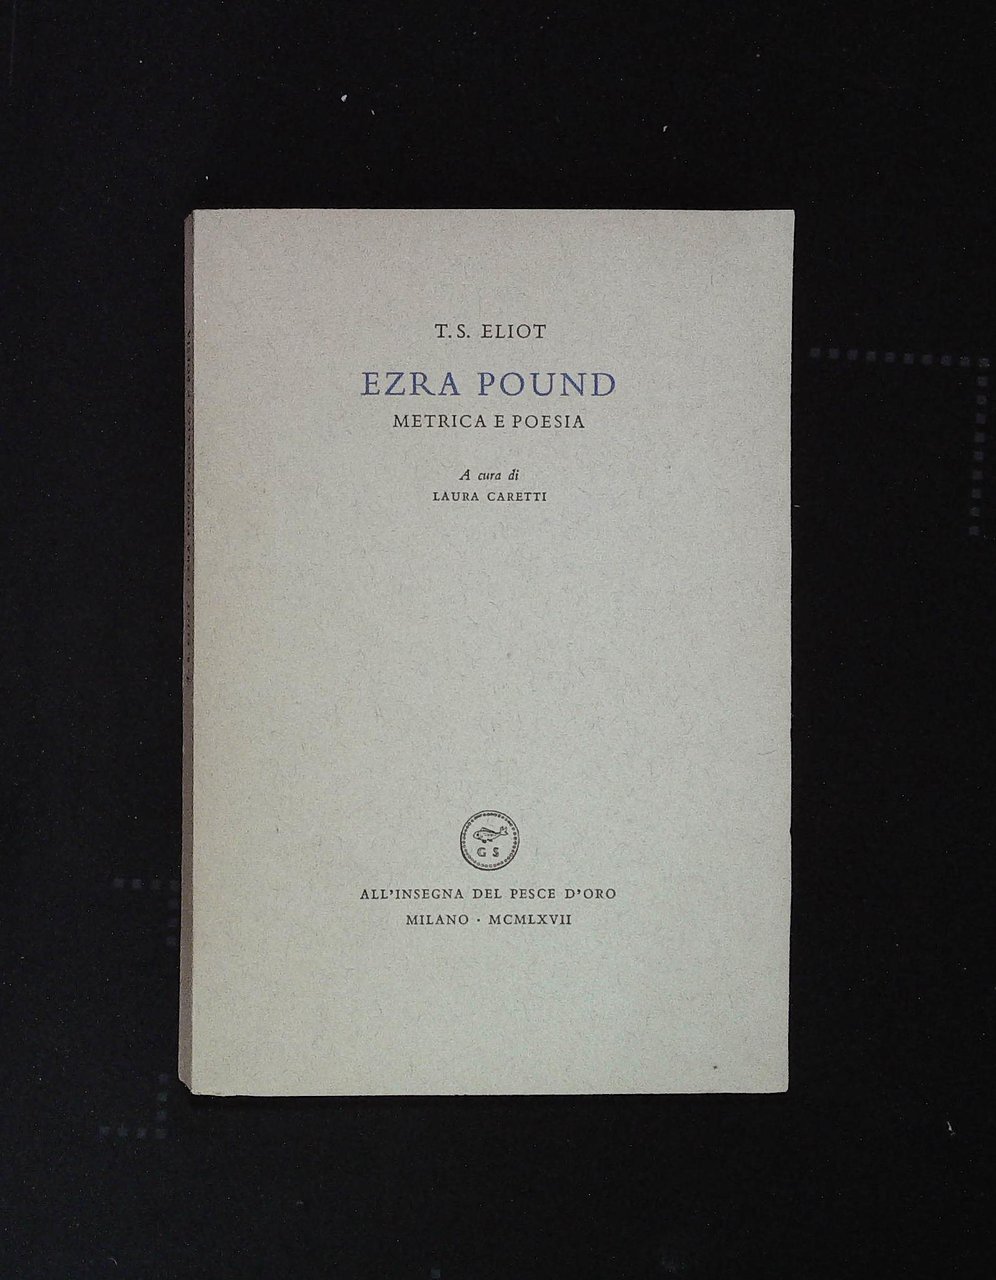 T. S. ELIOT
EZRA POUND
METRICA E POESIA
A cura di
LAURA CARETTI
G S
ALL'INSEGNA DEL PESCE D'ORO
MILANO · MCMLXVII